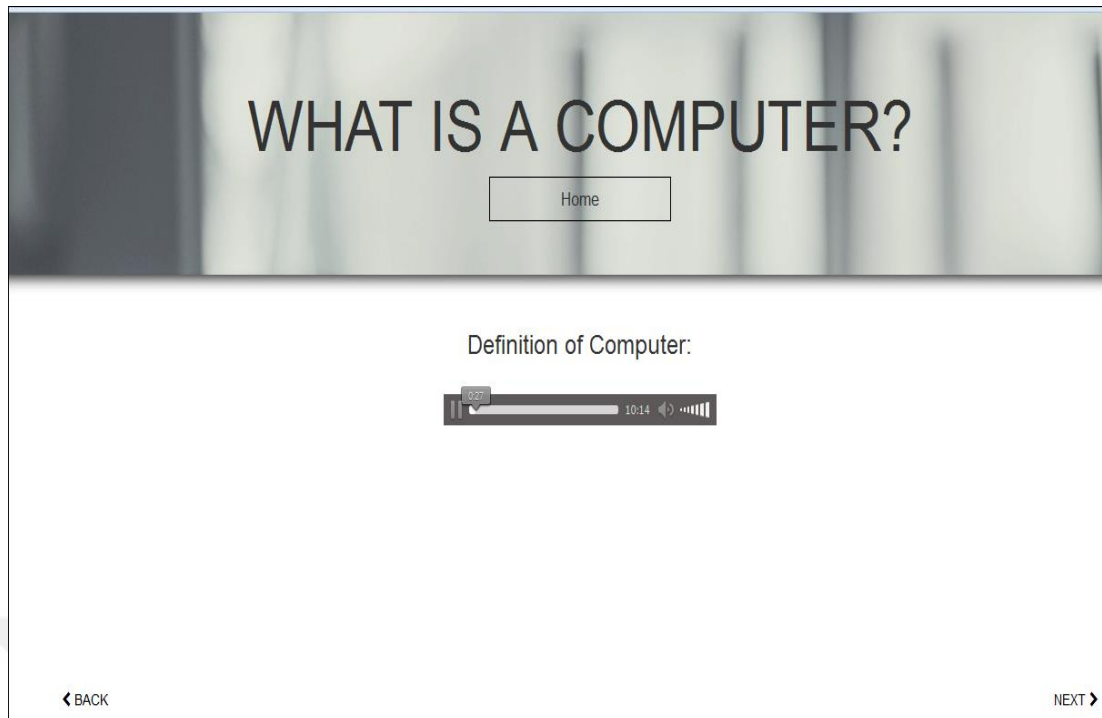 WHAT IS A COMPUTER?
Home
Definition of Computer:
0:27
10:14
BACK
NEXT